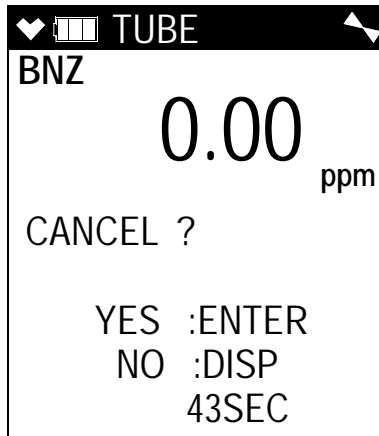 TUBE
BNZ
0.00
ppm
CANCEL ?
YES :ENTER
NO :DISP
43SEC